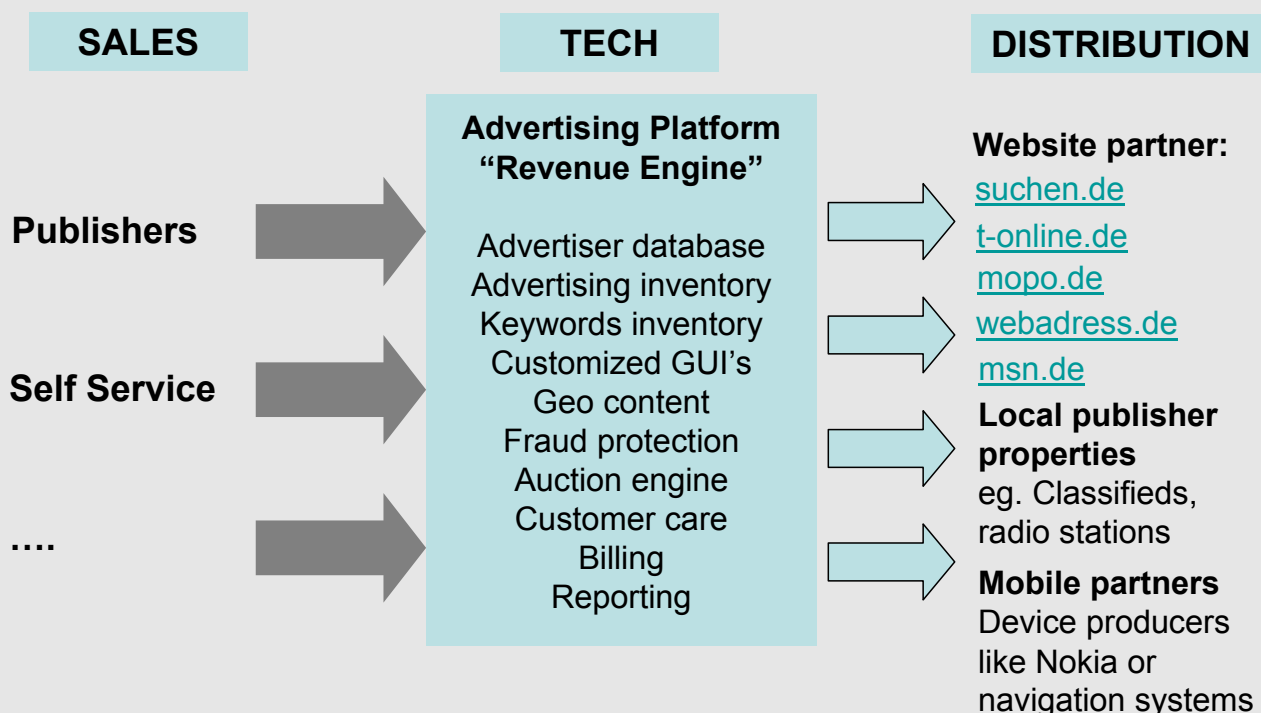 SALES
TECH
DISTRIBUTION
Publishers
Self Service
....
Advertising Platform
“Revenue Engine”
Advertiser database
Advertising inventory
Keywords inventory
Customized GUI’s
Geo content
Fraud protection
Auction engine
Customer care
Billing
Reporting
Website partner:
suchen.de
t-online.de
mopo.de
webadress.de
msn.de
Local publisher
properties
eg. Classifieds,
radio stations
Mobile partners
Device producers
like Nokia or
navigation systems